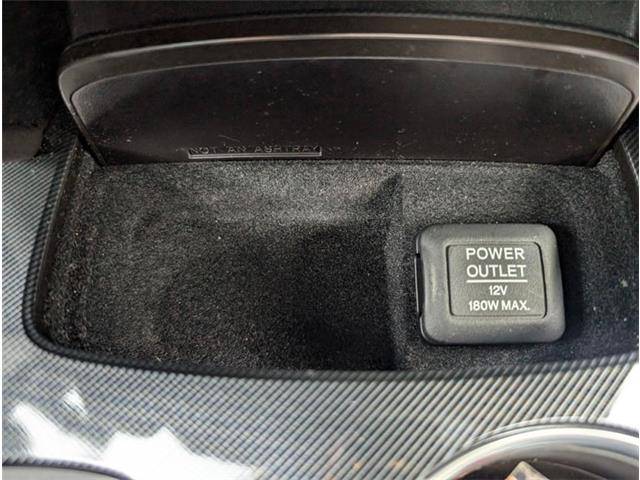 NOT AN ASHTRAY
POWER
OUTLET
12V
180W MAX.